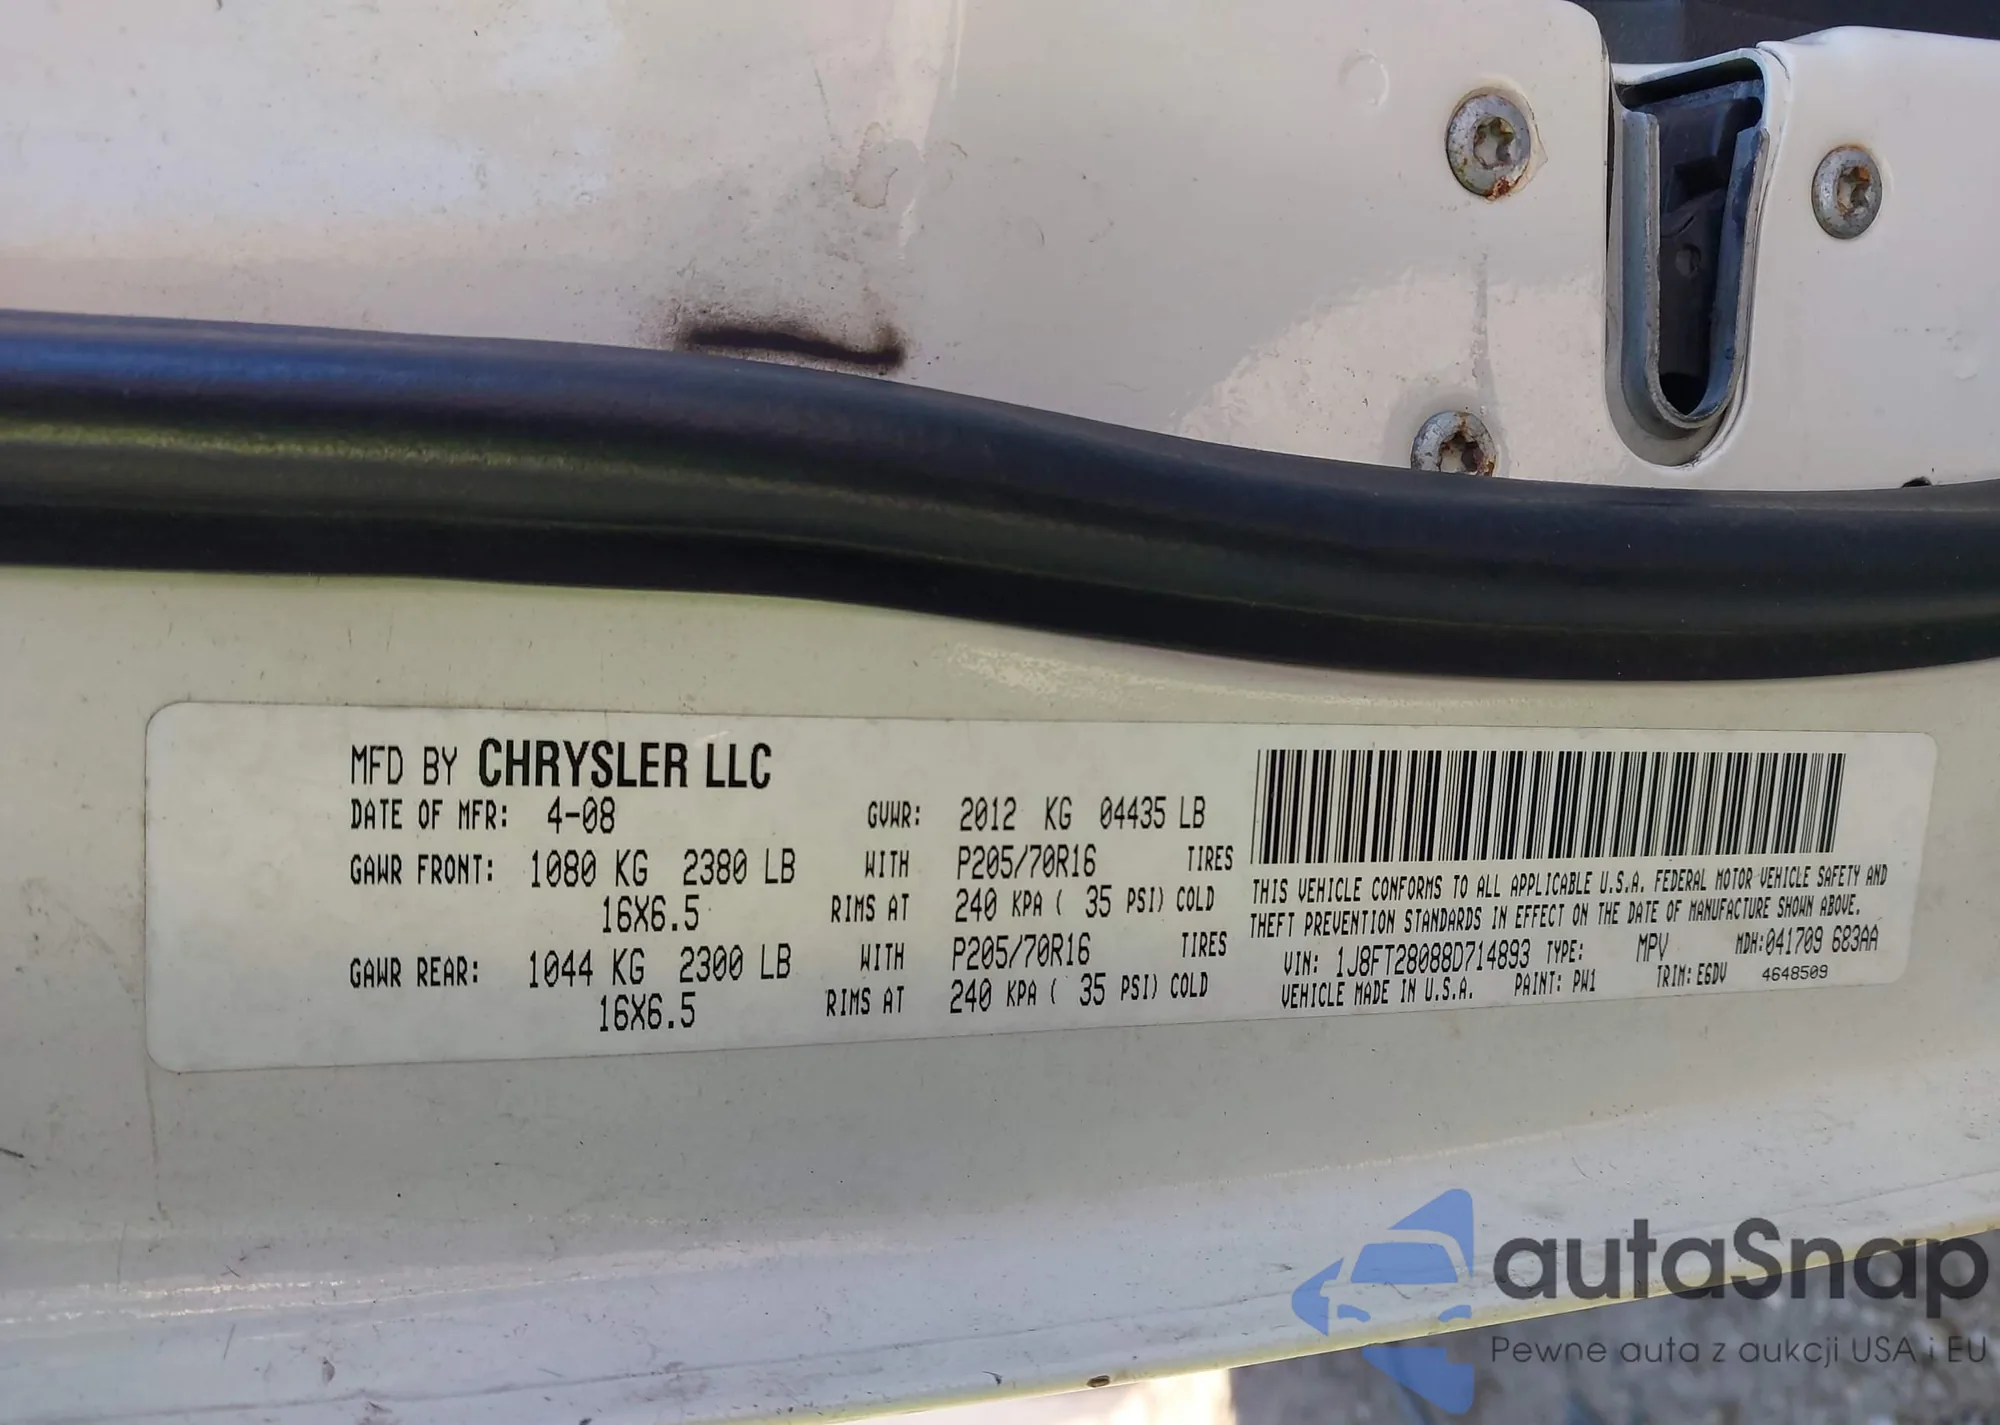 MFD BY CHRYSLER LLC
DATE OF MFR: 4-08 GVWR: 2012 KG 04435 LB
GAWR FRONT: 1080 KG 2380 LB WITH P205/70R16 TIRES
16X6.5 RIMS AT 240 KPA ( 35 PSI) COLD
GAWR REAR: 1044 KG 2300 LB WITH P205/70R16 TIRES
16X6.5 RIMS AT 240 KPA ( 35 PSI) COLD
THIS VEHICLE CONFORMS TO ALL APPLICABLE U.S.A. FEDERAL MOTOR VEHICLE SAFETY AND
THEFT PREVENTION STANDARDS IN EFFECT ON THE DATE OF MANUFACTURE SHOWN ABOVE.
VIN: 1J8FT28088D714893 TYPE: MPV MDH:041709 683AA
VEHICLE MADE IN U.S.A. PAINT: PW1 TRIM: E6DV 4648509
autaSnap
Pewne auta z aukcji USA i EU